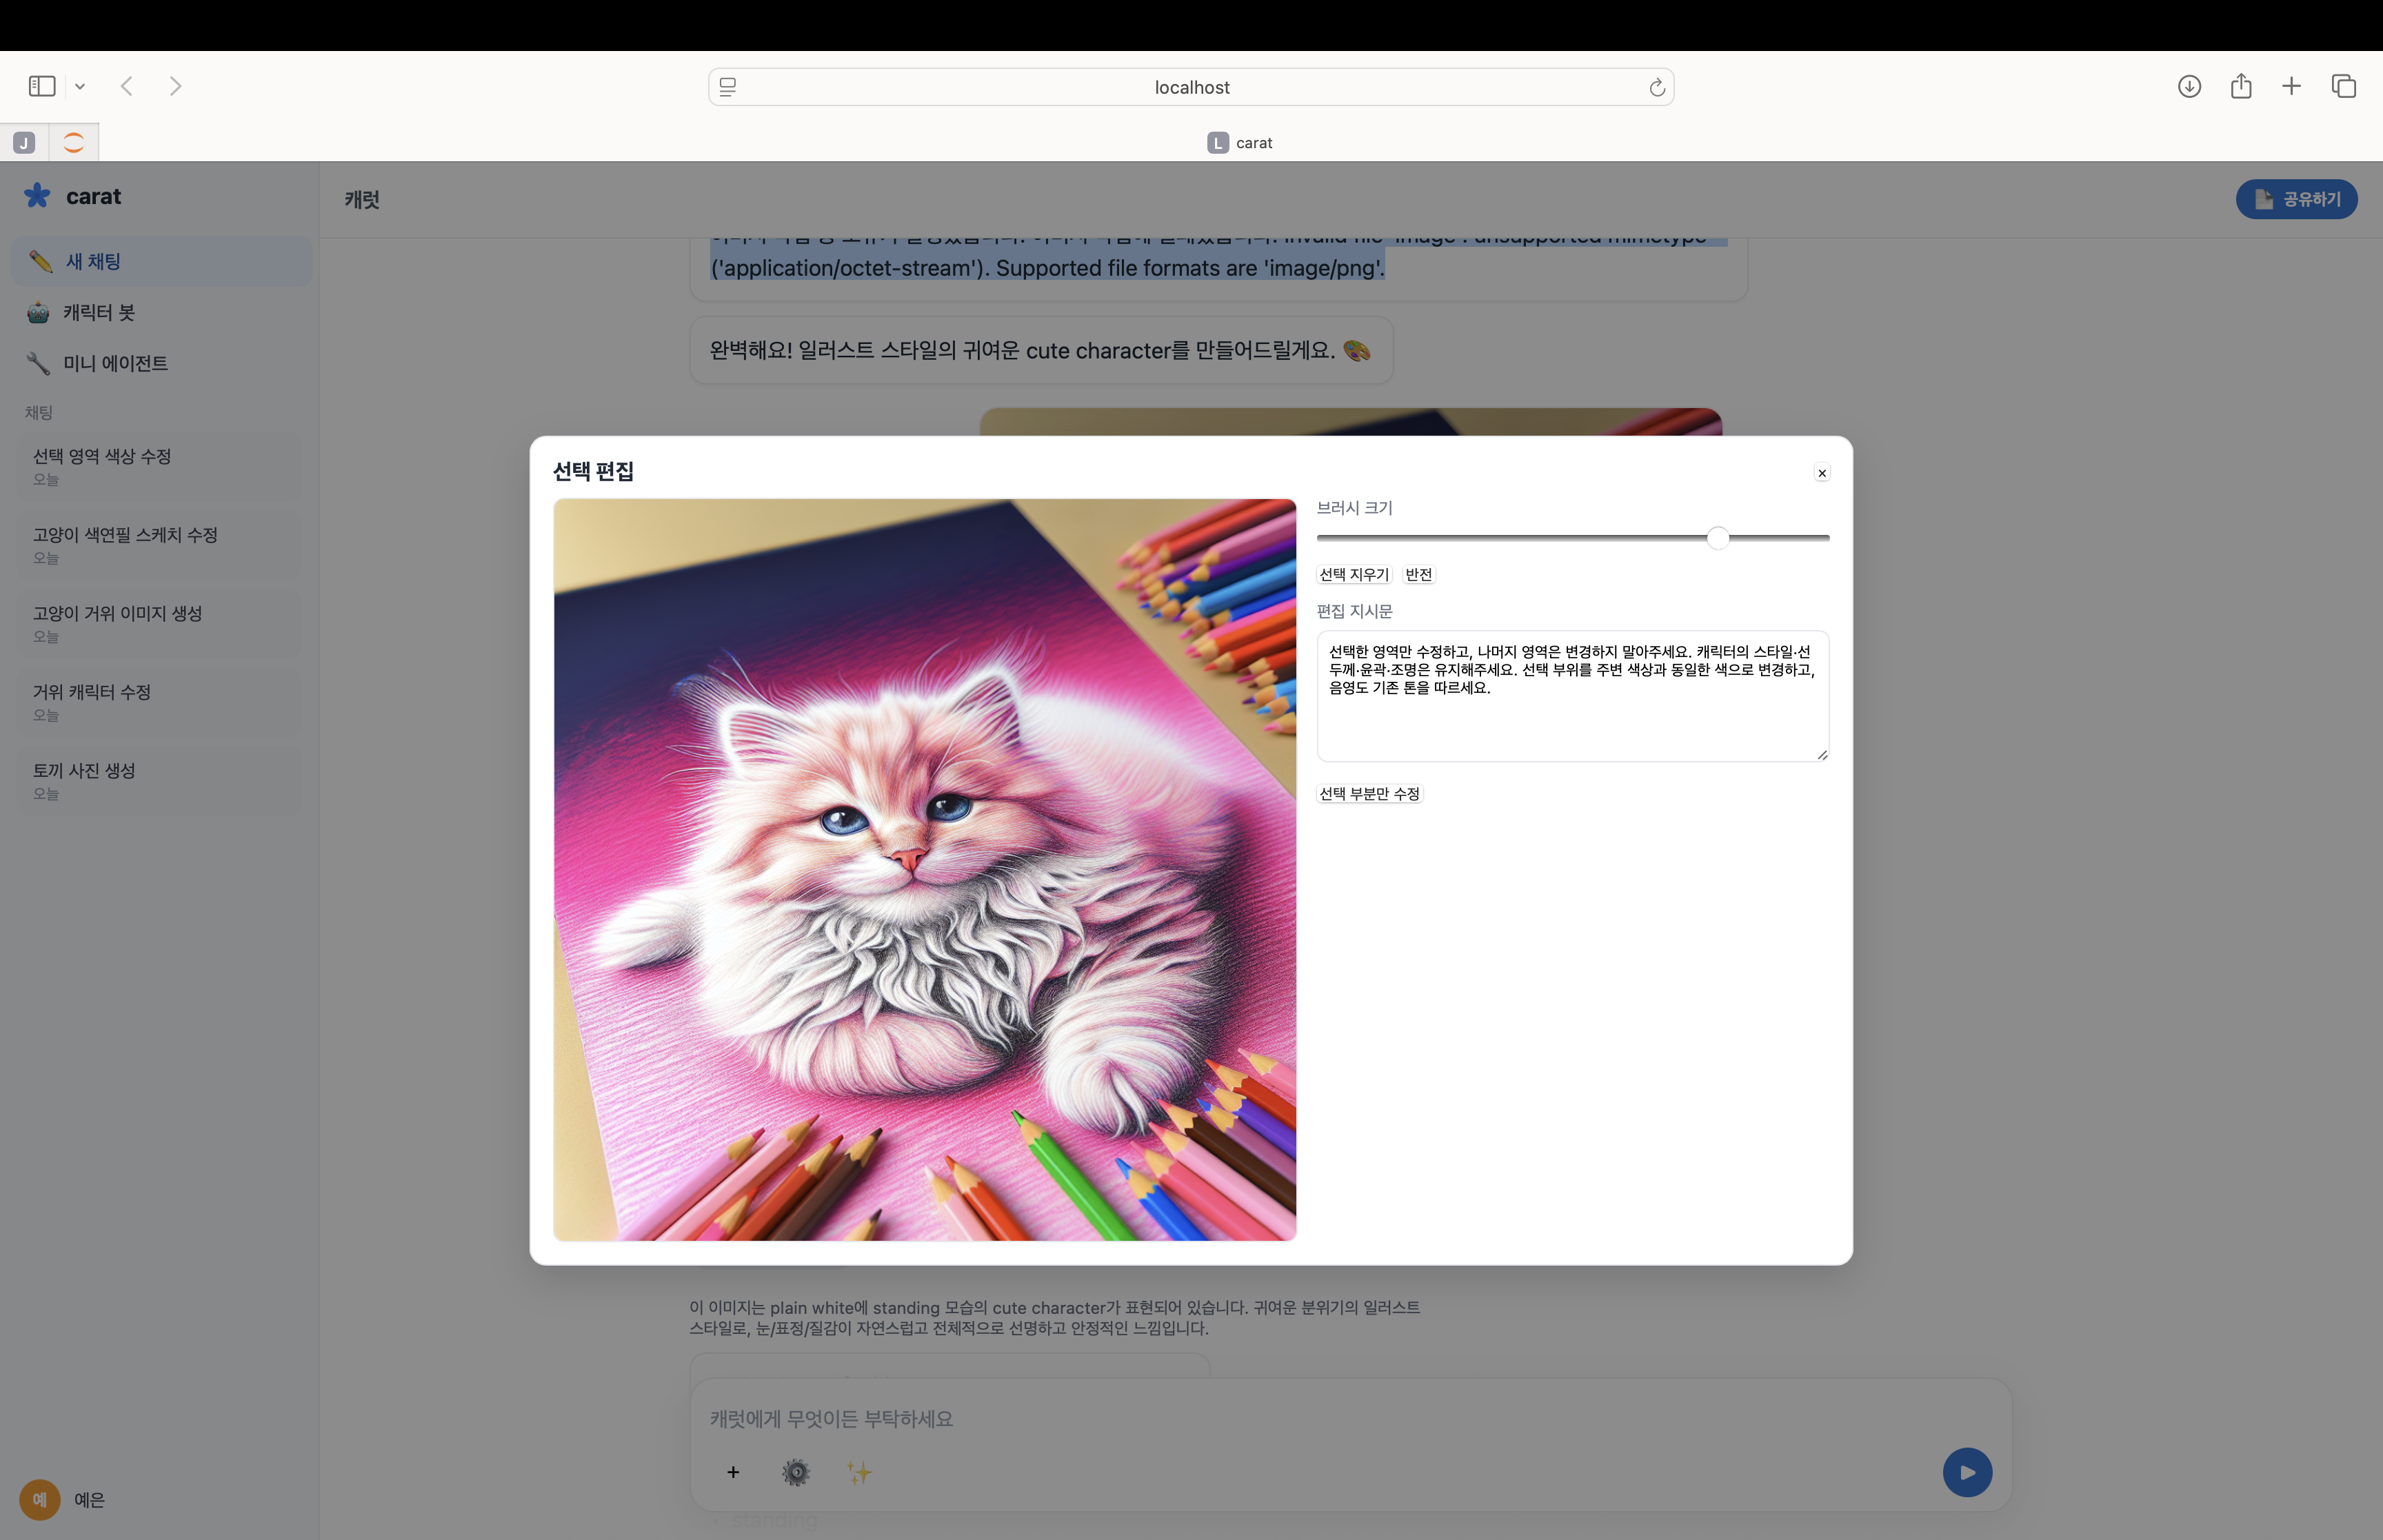 localhost
J
L carat
carat
새 채팅
캐릭터 봇
미니 에이전트
채팅
선택 영역 색상 수정
오늘
고양이 색연필 스케치 수정
오늘
고양이 거위 이미지 생성
오늘
거위 캐릭터 수정
오늘
토끼 사진 생성
오늘
예 예은
캐럿
공유하기
('application/octet-stream'). Supported file formats are 'image/png'.
완벽해요! 일러스트 스타일의 귀여운 cute character를 만들어드릴게요.
선택 편집
×
브러시 크기
선택 지우기 반전
편집 지시문
선택한 영역만 수정하고, 나머지 영역은 변경하지 말아주세요. 캐릭터의 스타일·선
두께·윤곽·조명은 유지해주세요. 선택 부위를 주변 색상과 동일한 색으로 변경하고,
음영도 기존 톤을 따르세요.
선택 부분만 수정
이 이미지는 plain white에 standing 모습의 cute character가 표현되어 있습니다. 귀여운 분위기의 일러스트
스타일로, 눈/표정/질감이 자연스럽고 전체적으로 선명하고 안정적인 느낌입니다.
캐럿에게 무엇이든 부탁하세요
standing